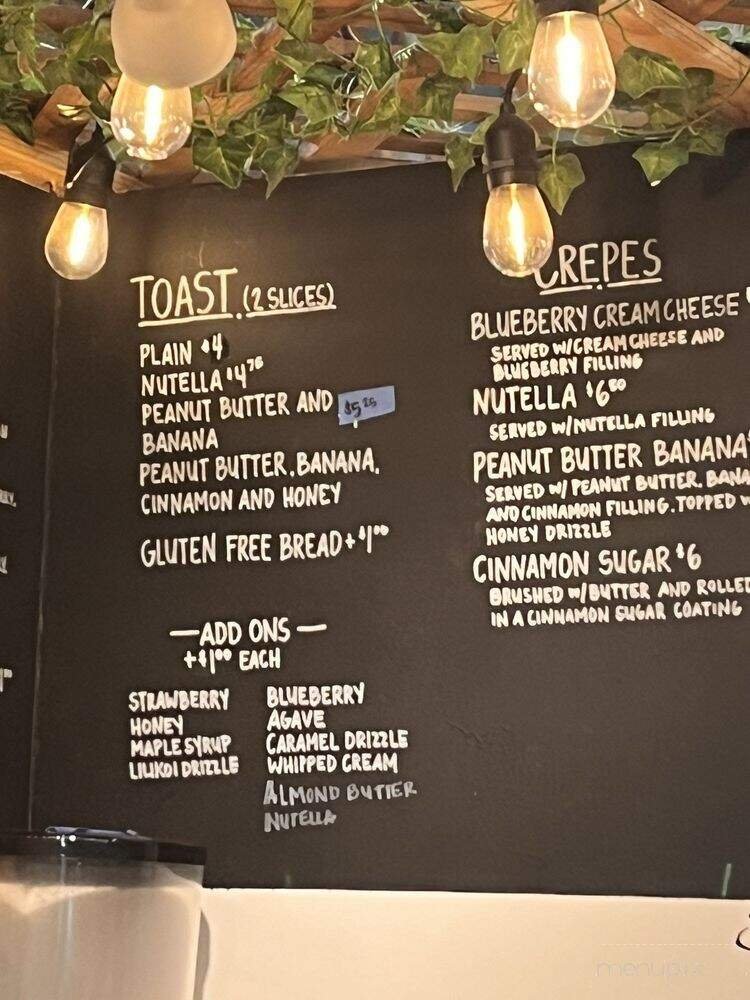 TOAST (2 SLICES)
PLAIN $4
NUTELLA $4.75
PEANUT BUTTER AND $5.25
BANANA
PEANUT BUTTER, BANANA,
CINNAMON AND HONEY
GLUTEN FREE BREAD +$1.00
— ADD ONS —
+$1.00 EACH
STRAWBERRY
HONEY
MAPLE SYRUP
LILIKOI DRIZZLE
BLUEBERRY
AGAVE
CARAMEL DRIZZLE
WHIPPED CREAM
ALMOND BUTTER
NUTELLA
CREPES
BLUEBERRY CREAM CHEESE
SERVED W/CREAM CHEESE AND
BLUEBERRY FILLING
NUTELLA $6.50
SERVED W/NUTELLA FILLING
PEANUT BUTTER BANANA
SERVED W/ PEANUT BUTTER, BANA
AND CINNAMON FILLING. TOPPED W
HONEY DRIZZLE
CINNAMON SUGAR $6
BRUSHED W/BUTTER AND ROLLED
IN A CINNAMON SUGAR COATING